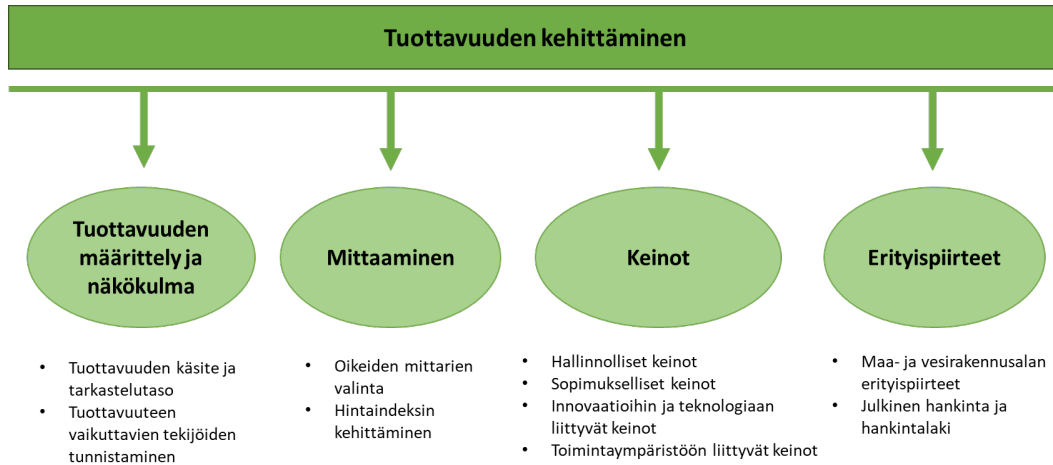 Tuottavuuden kehittäminen
Tuottavuuden
määrittely ja
näkökulma
Mittaaminen
Keinot
Erityispiirteet
• Tuottavuuden käsite ja
tarkastelutaso
• Tuottavuuteen
vaikuttavien tekijöiden
tunnistaminen
• Oikeiden mittarien
valinta
• Hintaindeksin
kehittäminen
• Hallinnolliset keinot
• Sopimukselliset keinot
• Innovaatioihin ja teknologiaan
liittyvät keinot
• Toimintaympäristöön liittyvät keinot
• Maa- ja vesirakennusalan
erityispiirteet
• Julkinen hankinta ja
hankintalaki